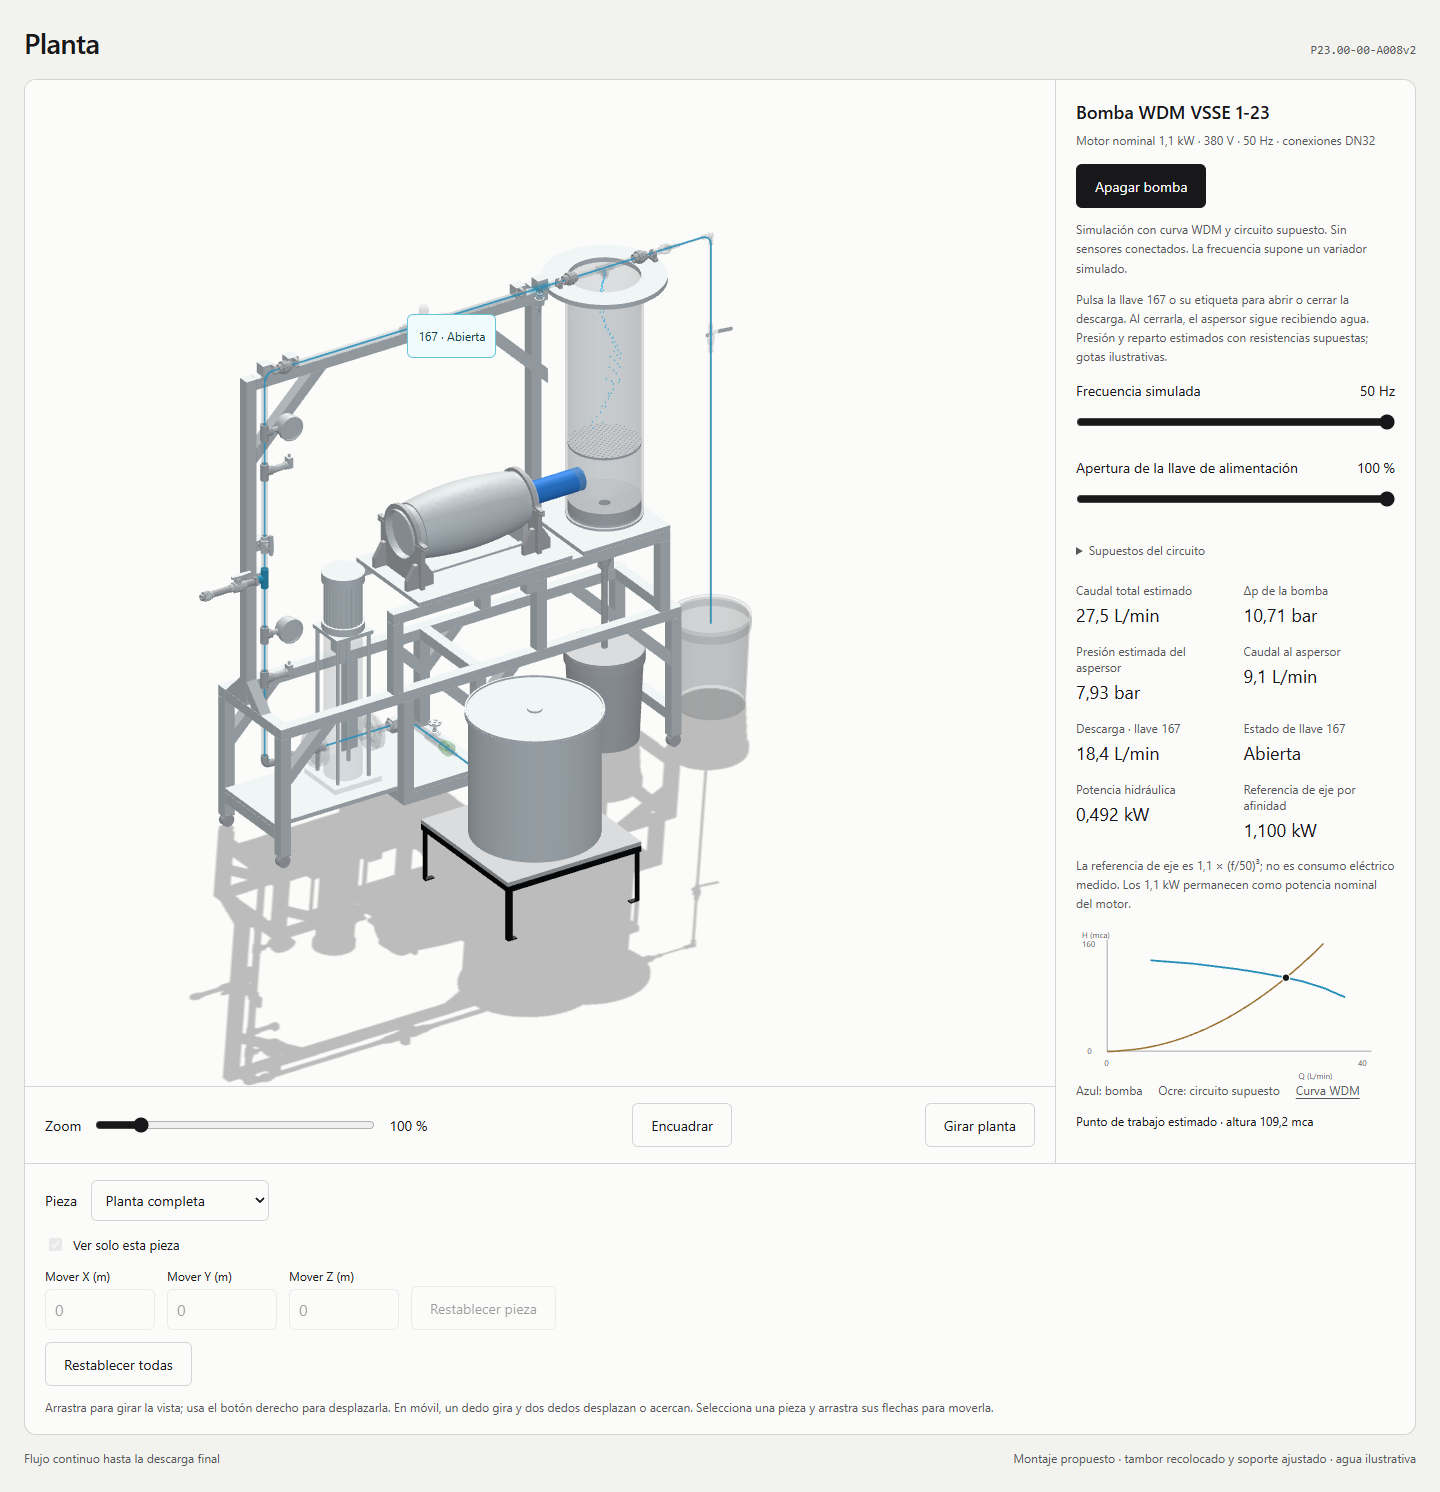 Planta
P23.00-00-A008v2
167 · Abierta
Bomba WDM VSSE 1-23
Motor nominal 1,1 kW · 380 V · 50 Hz · conexiones DN32
Apagar bomba
Simulación con curva WDM y circuito supuesto. Sin
sensores conectados. La frecuencia supone un variador
simulado.
Pulsa la llave 167 o su etiqueta para abrir o cerrar la
descarga. Al cerrarla, el aspersor sigue recibiendo agua.
Presión y reparto estimados con resistencias supuestas;
gotas ilustrativas.
Frecuencia simulada 50 Hz
Apertura de la llave de alimentación 100 %
▶ Supuestos del circuito
Caudal total estimado
27,5 L/min
Δp de la bomba
10,71 bar
Presión estimada del
aspersor
7,93 bar
Caudal al aspersor
9,1 L/min
Descarga · llave 167
18,4 L/min
Estado de llave 167
Abierta
Potencia hidráulica
0,492 kW
Referencia de eje por
afinidad
1,100 kW
La referencia de eje es 1,1 × (f/50)³; no es consumo eléctrico
medido. Los 1,1 kW permanecen como potencia nominal
del motor.
H (mca)
160
0
0
40
Q (L/min)
Azul: bomba Ocre: circuito supuesto Curva WDM
Punto de trabajo estimado · altura 109,2 mca
Zoom 100 % Encuadrar Girar planta
Pieza Planta completa
Ver solo esta pieza
Mover X (m) Mover Y (m) Mover Z (m)
0 0 0 Restablecer pieza
Restablecer todas
Arrastra para girar la vista; usa el botón derecho para desplazarla. En móvil, un dedo gira y dos dedos desplazan o acercan. Selecciona una pieza y arrastra sus flechas para moverla.
Flujo continuo hasta la descarga final
Montaje propuesto · tambor recolocado y soporte ajustado · agua ilustrativa